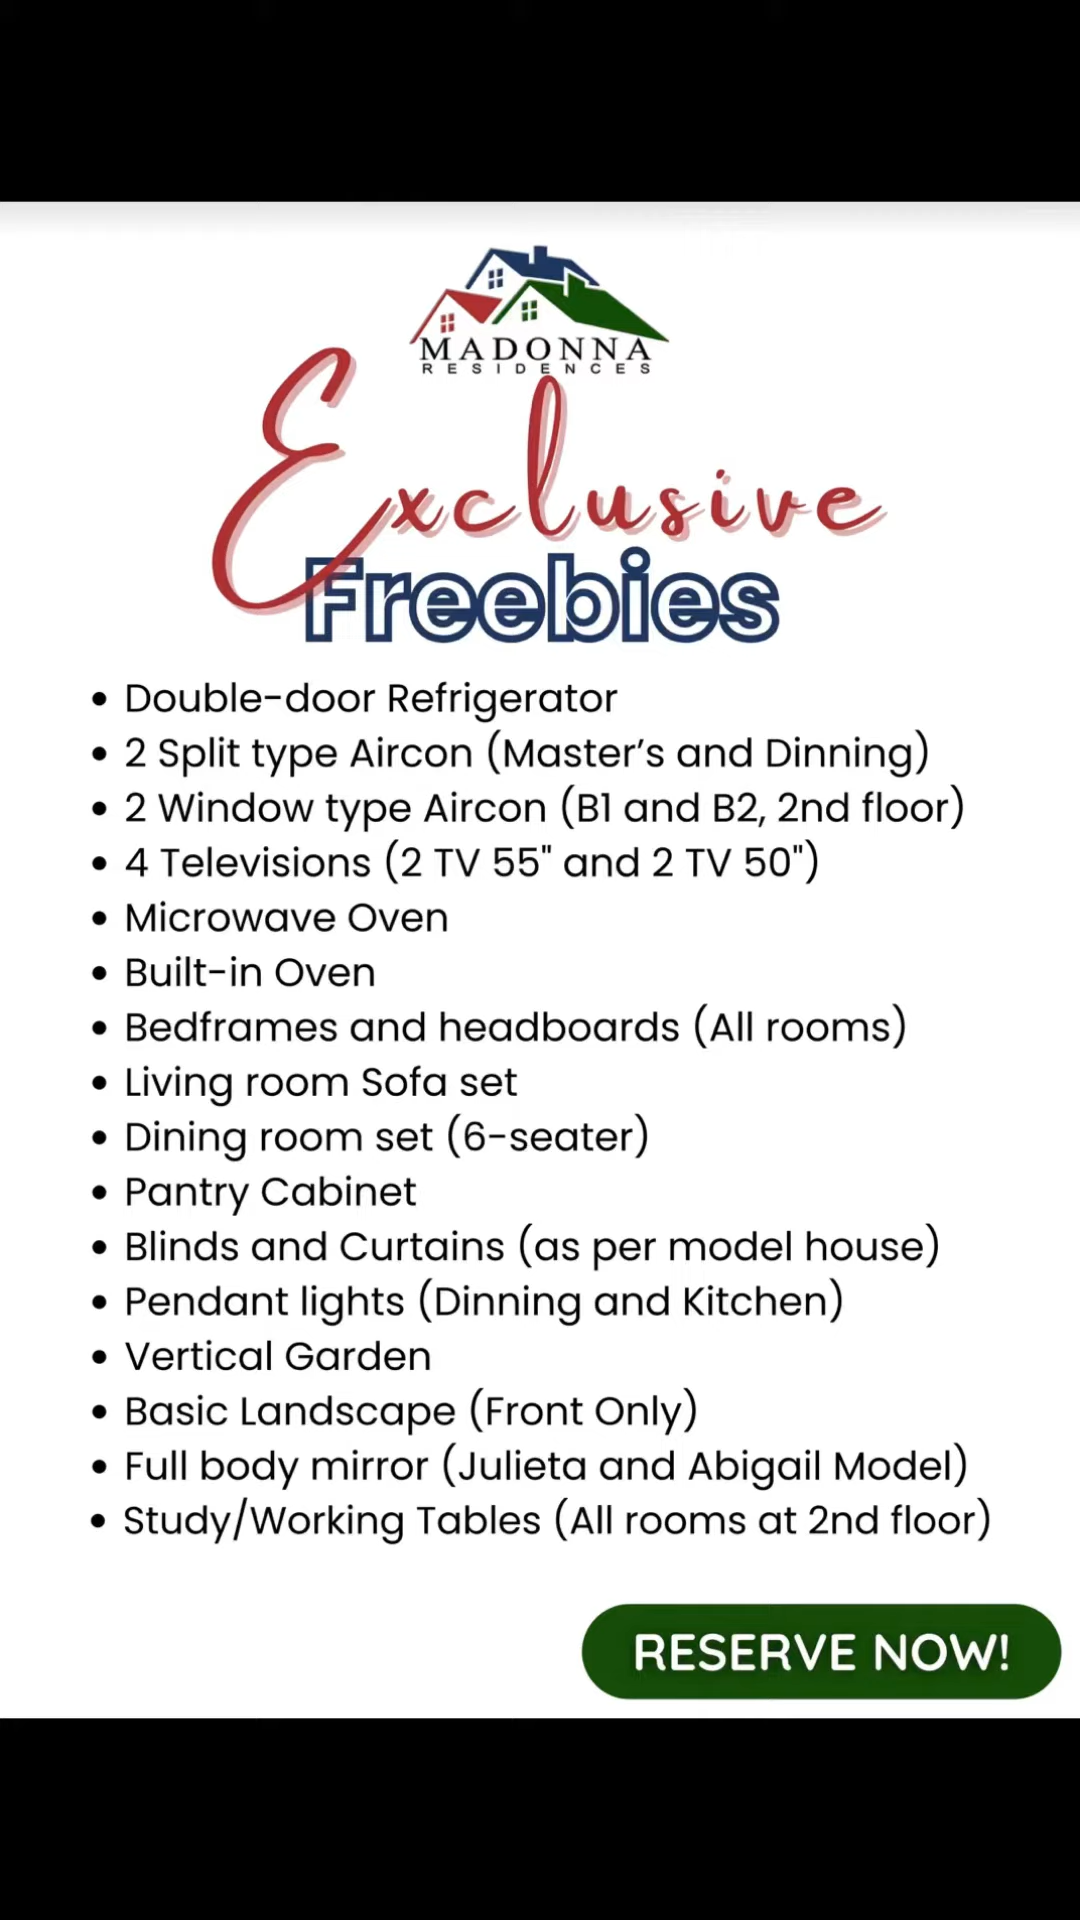 MADONNA
RESIDENCES
Exclusive
Freebies
• Double-door Refrigerator
• 2 Split type Aircon (Master’s and Dinning)
• 2 Window type Aircon (B1 and B2, 2nd floor)
• 4 Televisions (2 TV 55" and 2 TV 50")
• Microwave Oven
• Built-in Oven
• Bedframes and headboards (All rooms)
• Living room Sofa set
• Dining room set (6-seater)
• Pantry Cabinet
• Blinds and Curtains (as per model house)
• Pendant lights (Dinning and Kitchen)
• Vertical Garden
• Basic Landscape (Front Only)
• Full body mirror (Julieta and Abigail Model)
• Study/Working Tables (All rooms at 2nd floor)
RESERVE NOW!